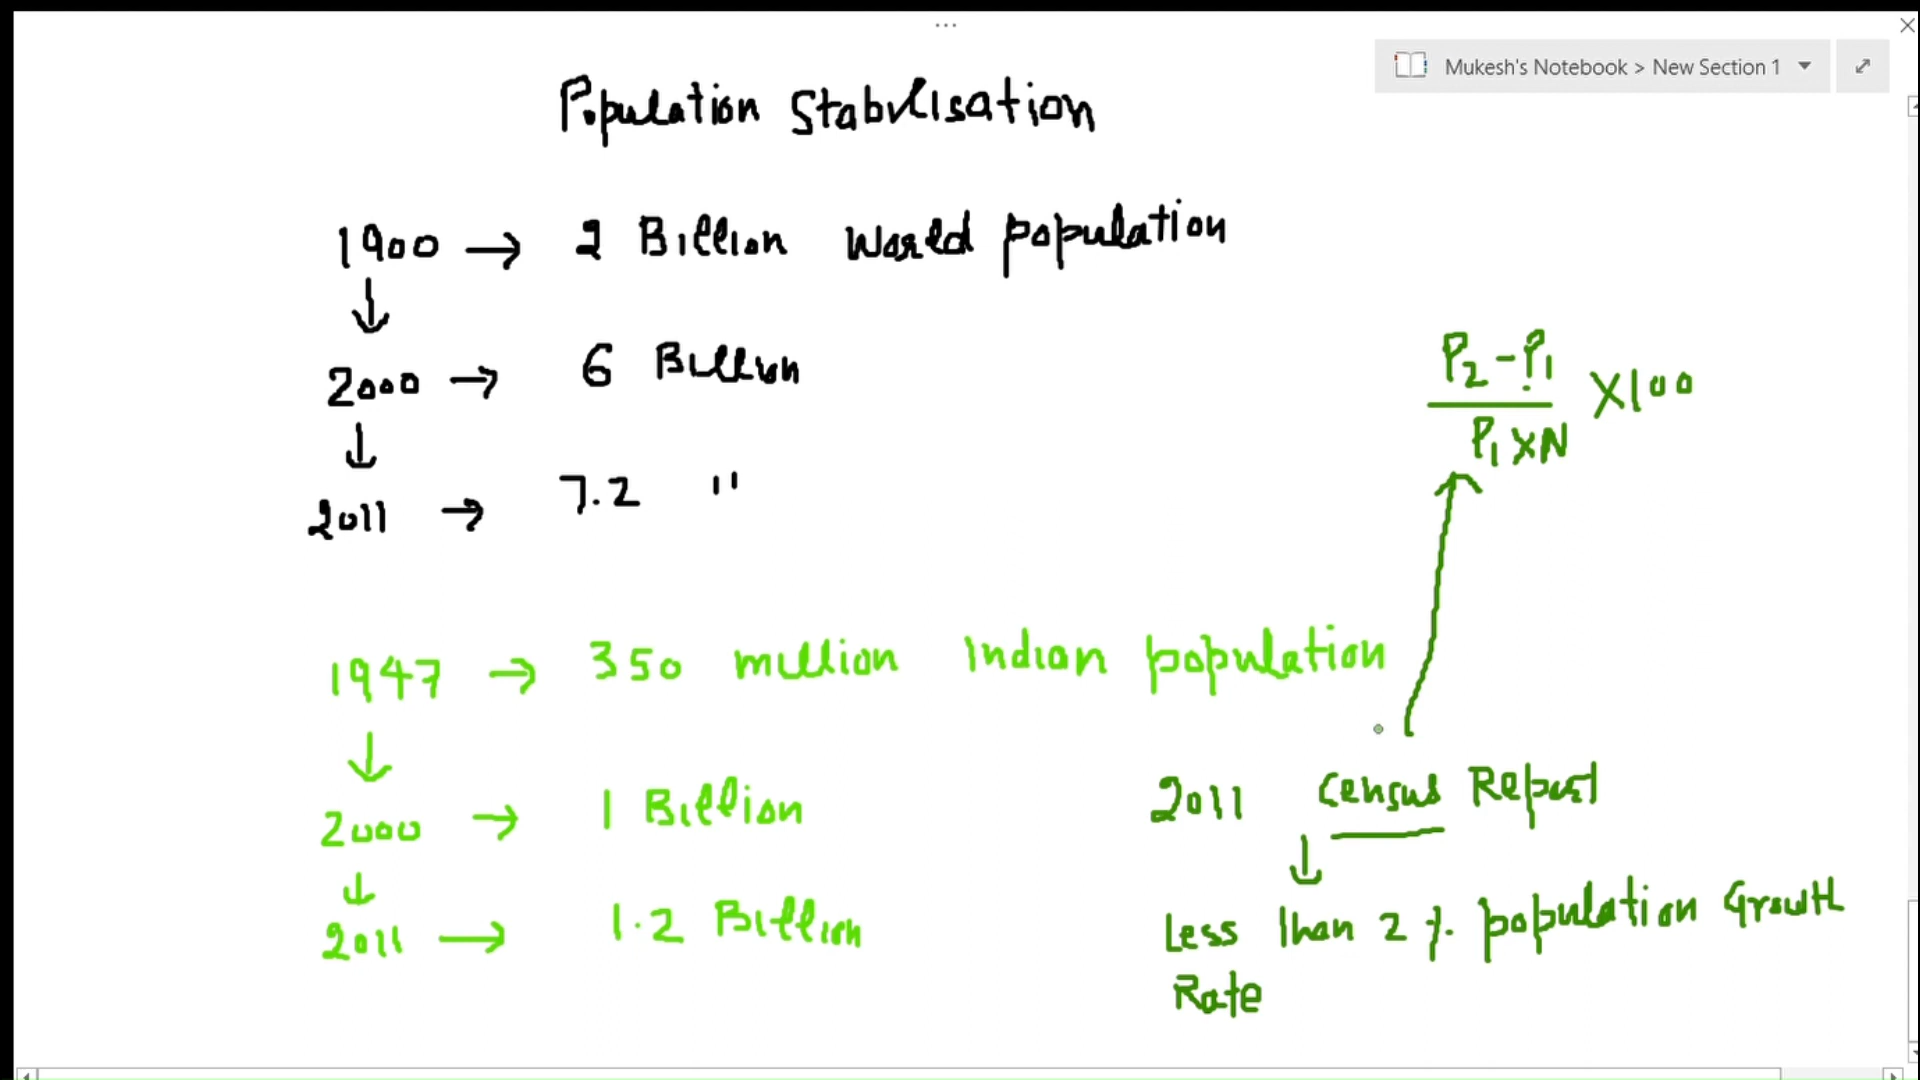 Mukesh's Notebook > New Section 1
Population Stabilisation
1900 → 2 Billion World population
↓
2000 → 6 Billion
↓
2011 → 7.2 "
P₂ - P₁
P₁ X N
X100
1947 → 350 million Indian population
↓
2000 → 1 Billion
↓
2011 → 1.2 Billion
2011 Census Report
↓
Less than 2 % population Growth
Rate